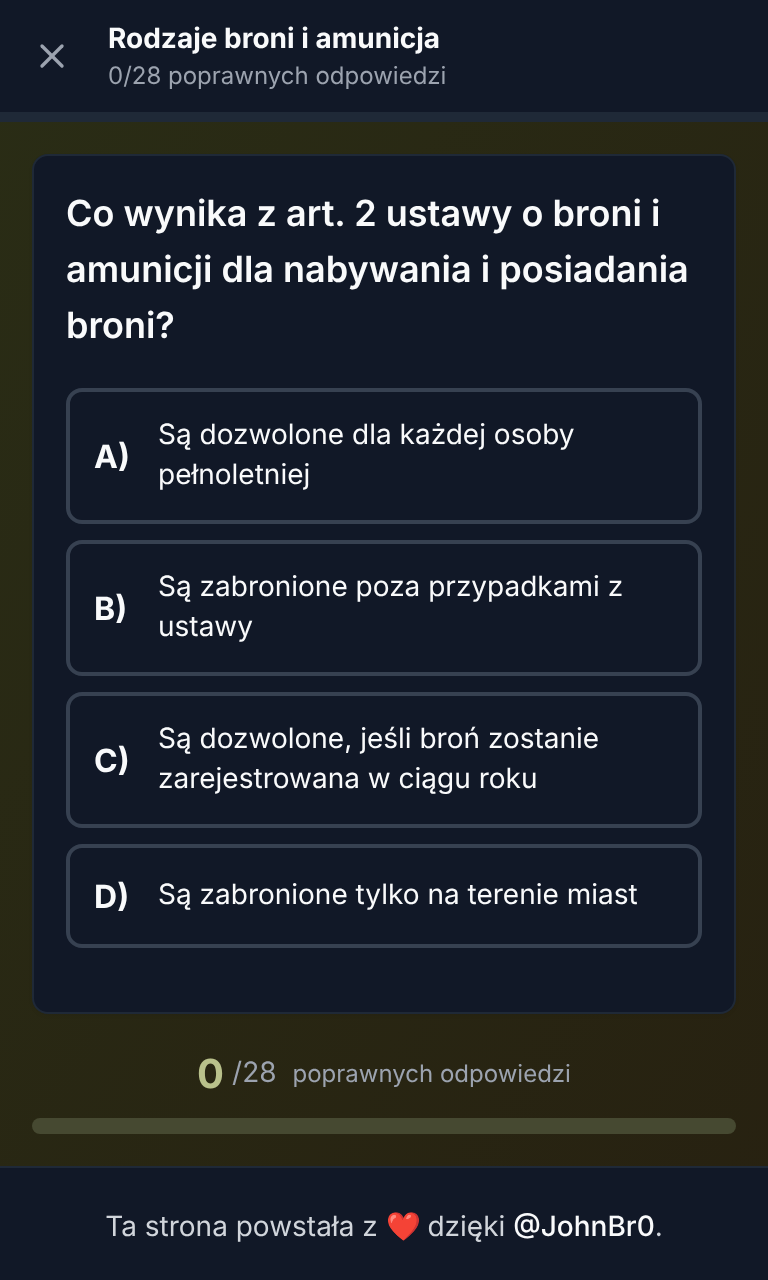 Rodzaje broni i amunicja
0/28 poprawnych odpowiedzi
Co wynika z art. 2 ustawy o broni i
amunicji dla nabywania i posiadania
broni?
A) Są dozwolone dla każdej osoby
pełnoletniej
B) Są zabronione poza przypadkami z
ustawy
C) Są dozwolone, jeśli broń zostanie
zarejestrowana w ciągu roku
D) Są zabronione tylko na terenie miast
0 /28 poprawnych odpowiedzi
Ta strona powstała z ❤️ dzięki @JohnBr0.